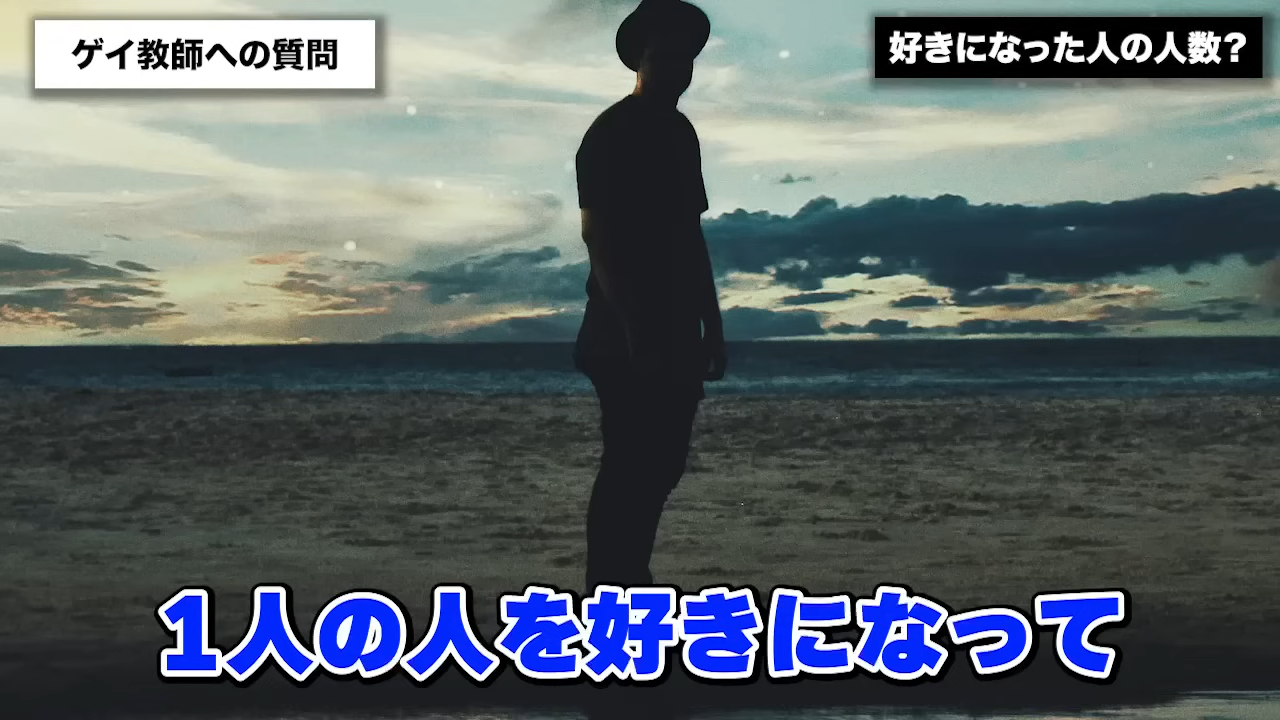 ゲイ教師への質問
好きになった人の人数?
1人の人を好きになって